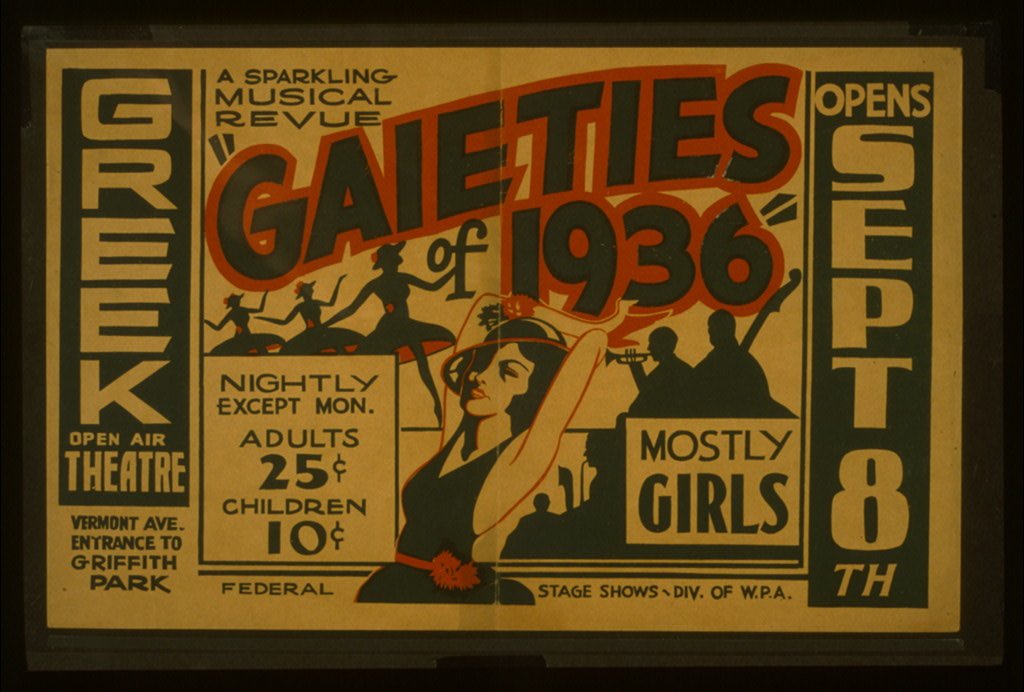 GREEK
OPEN AIR
THEATRE
VERMONT AVE.
ENTRANCE TO
GRIFFITH
PARK
A SPARKLING
MUSICAL
REVUE
"GAIETIES
of 1936"
NIGHTLY
EXCEPT MON.
ADULTS
25¢
CHILDREN
10¢
MOSTLY
GIRLS
FEDERAL STAGE SHOWS - DIV. OF W.P.A.
OPENS
SEPT
8
TH